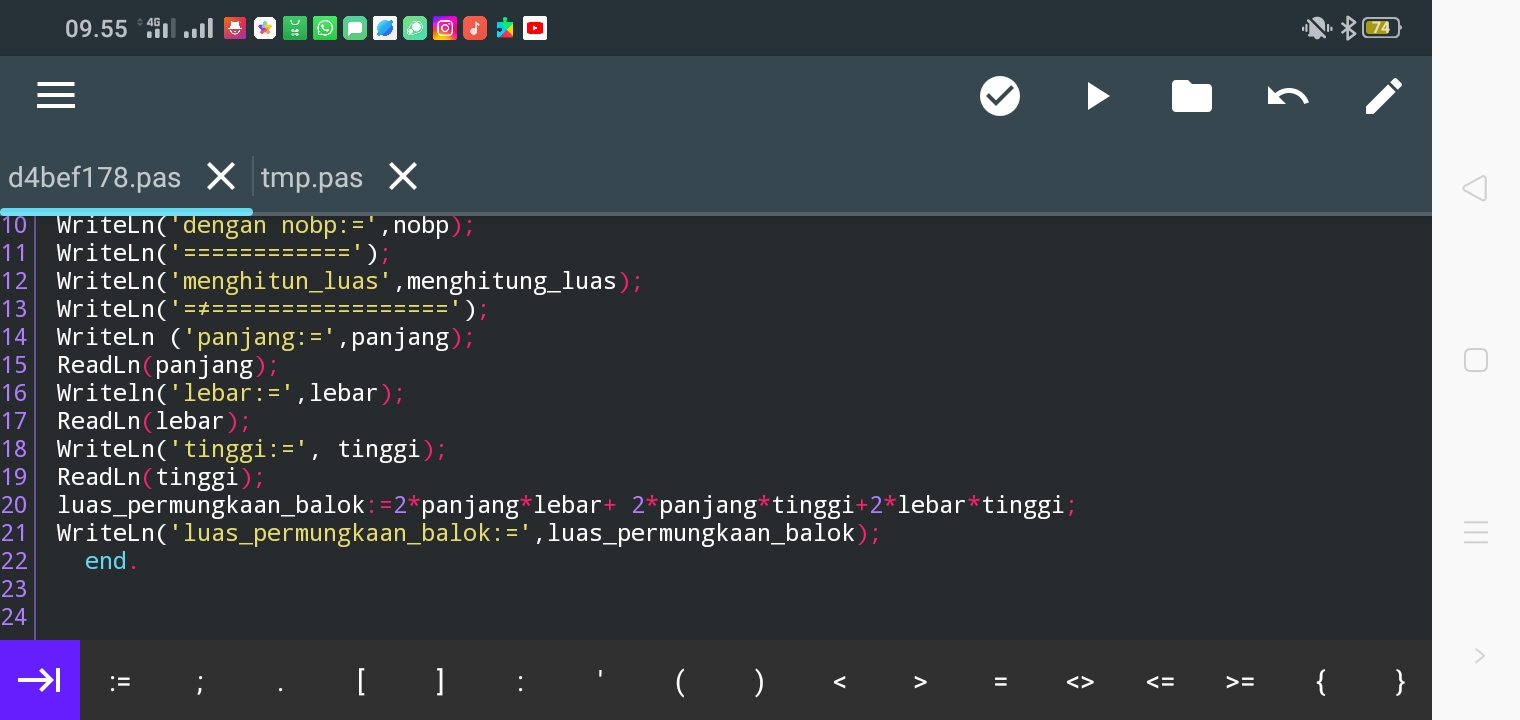 09.55 4G 74
d4bef178.pas tmp.pas
10 WriteLn('dengan nobp:=',nobp);
11 WriteLn('============');
12 WriteLn('menghitun_luas',menghitung_luas);
13 WriteLn('=≠=================');
14 WriteLn ('panjang:=',panjang);
15 ReadLn(panjang);
16 Writeln('lebar:=',lebar);
17 ReadLn(lebar);
18 WriteLn('tinggi:=', tinggi);
19 ReadLn(tinggi);
20 luas_permungkaan_balok:=2*panjang*lebar+ 2*panjang*tinggi+2*lebar*tinggi;
21 WriteLn('luas_permungkaan_balok:=',luas_permungkaan_balok);
22 end.
23
24
:= ; . [ ] : ' ( ) < > = <> <= >= { }